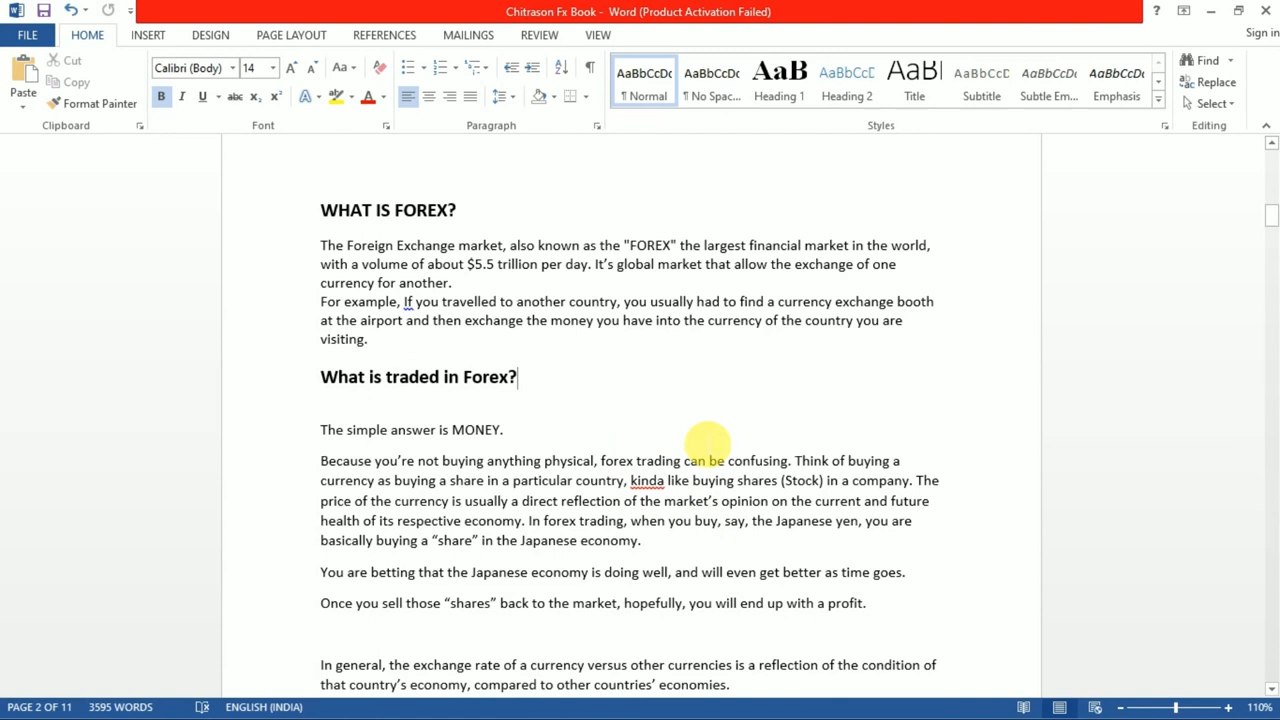 Chitrason Fx Book - Word (Product Activation Failed)
FILE HOME INSERT DESIGN PAGE LAYOUT REFERENCES MAILINGS REVIEW VIEW Sign in
Paste
Cut
Copy
Format Painter
Clipboard
Calibri (Body) 14
Font
Paragraph
AaBbCcDc AaBbCcDc AaB AaBbCcD AaBb AaBbCcD AaBbCcDc AaBbCcDc
¶ Normal ¶ No Spac... Heading 1 Heading 2 Title Subtitle Subtle Em... Emphasis
Styles
Find
Replace
Select
Editing
WHAT IS FOREX?
The Foreign Exchange market, also known as the "FOREX" the largest financial market in the world,
with a volume of about $5.5 trillion per day. It’s global market that allow the exchange of one
currency for another.
For example, If you travelled to another country, you usually had to find a currency exchange booth
at the airport and then exchange the money you have into the currency of the country you are
visiting.
What is traded in Forex?
The simple answer is MONEY.
Because you’re not buying anything physical, forex trading can be confusing. Think of buying a
currency as buying a share in a particular country, kinda like buying shares (Stock) in a company. The
price of the currency is usually a direct reflection of the market’s opinion on the current and future
health of its respective economy. In forex trading, when you buy, say, the Japanese yen, you are
basically buying a “share” in the Japanese economy.
You are betting that the Japanese economy is doing well, and will even get better as time goes.
Once you sell those “shares” back to the market, hopefully, you will end up with a profit.
In general, the exchange rate of a currency versus other currencies is a reflection of the condition of
that country’s economy, compared to other countries’ economies.
PAGE 2 OF 11 3595 WORDS ENGLISH (INDIA) 110%